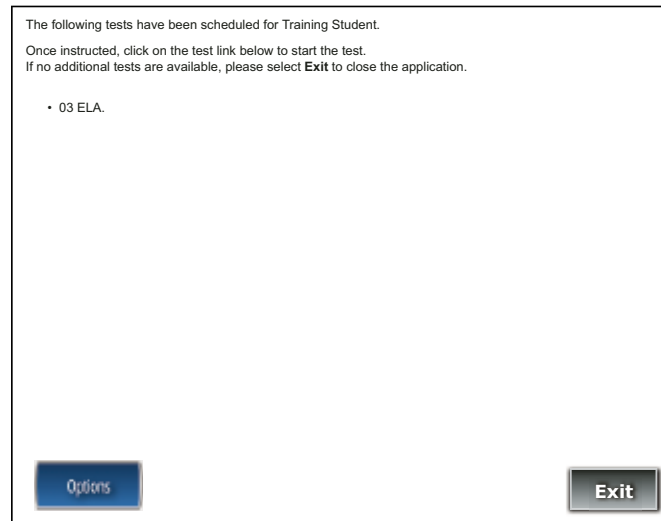 The following tests have been scheduled for Training Student.
Once instructed, click on the test link below to start the test.
If no additional tests are available, please select Exit to close the application.
• 03 ELA.
Options
Exit